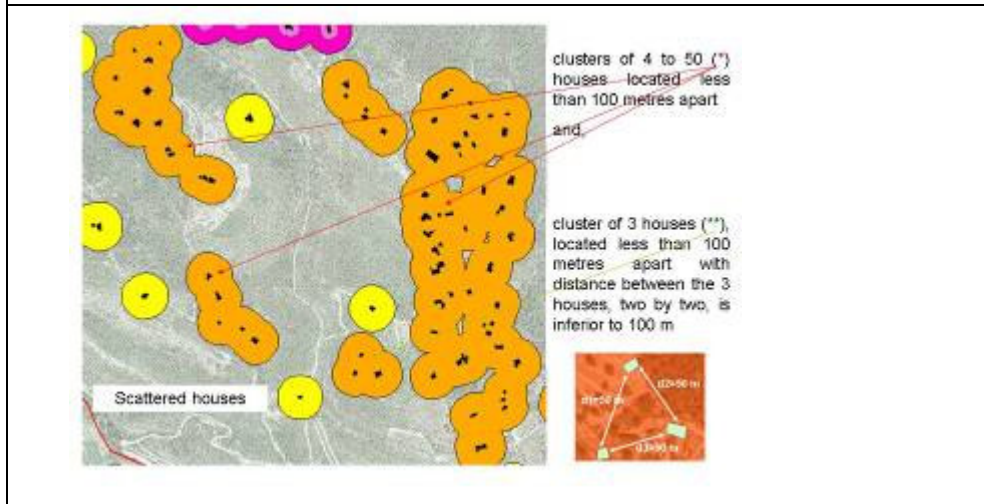 clusters of 4 to 50 (*)
houses located less
than 100 metres apart
and,
cluster of 3 houses (**),
located less than 100
metres apart with
distance between the 3
houses, two by two, is
inferior to 100 m
Scattered houses